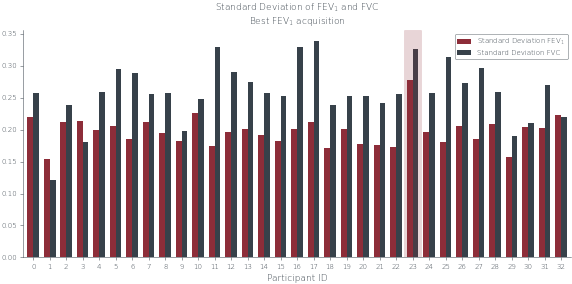 Standard Deviation of FEV₁ and FVC
Best FEV₁ acquisition
Standard Deviation FEV₁
Standard Deviation FVC
0.35
0.30
0.25
0.20
0.15
0.10
0.05
0.00
0 1 2 3 4 5 6 7 8 9 10 11 12 13 14 15 16 17 18 19 20 21 22 23 24 25 26 27 28 29 30 31 32
Participant ID